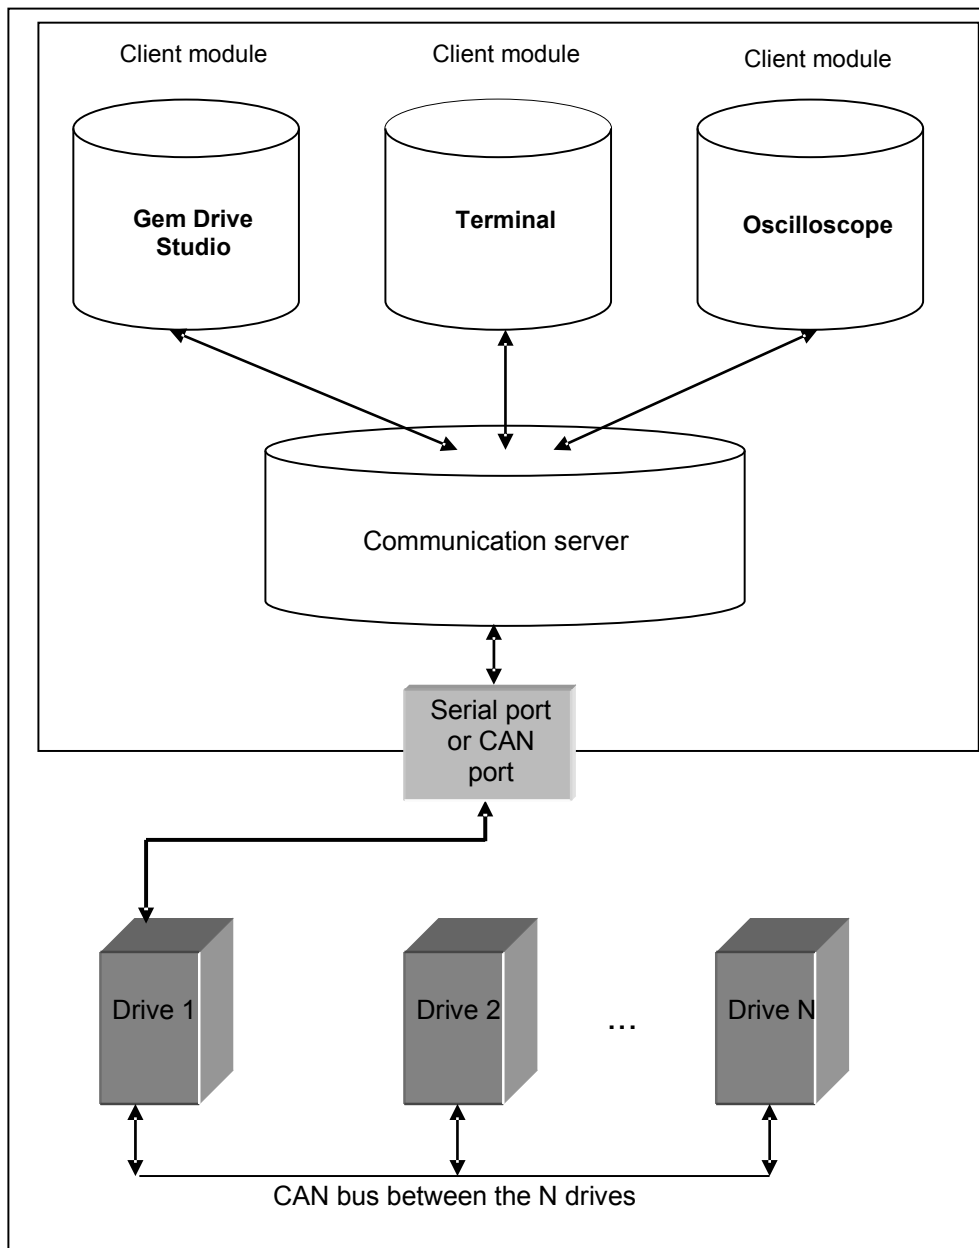 Client module
Client module
Client module
Gem Drive
Studio
Terminal
Oscilloscope
Communication server
Serial port
or CAN
port
Drive 1
Drive 2
...
Drive N
CAN bus between the N drives